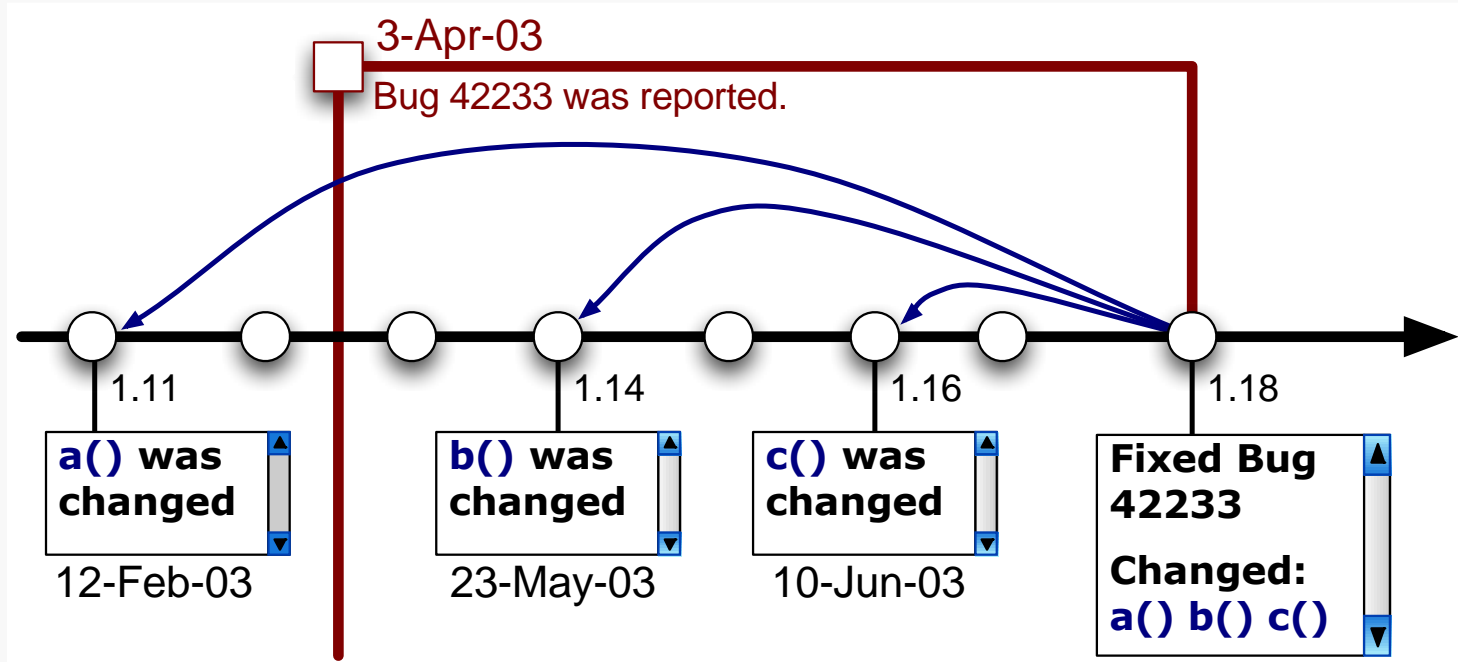 3-Apr-03
Bug 42233 was reported.
1.11
1.14
1.16
1.18
a() was
changed
12-Feb-03
b() was
changed
23-May-03
c() was
changed
10-Jun-03
Fixed Bug
42233
Changed:
a() b() c()